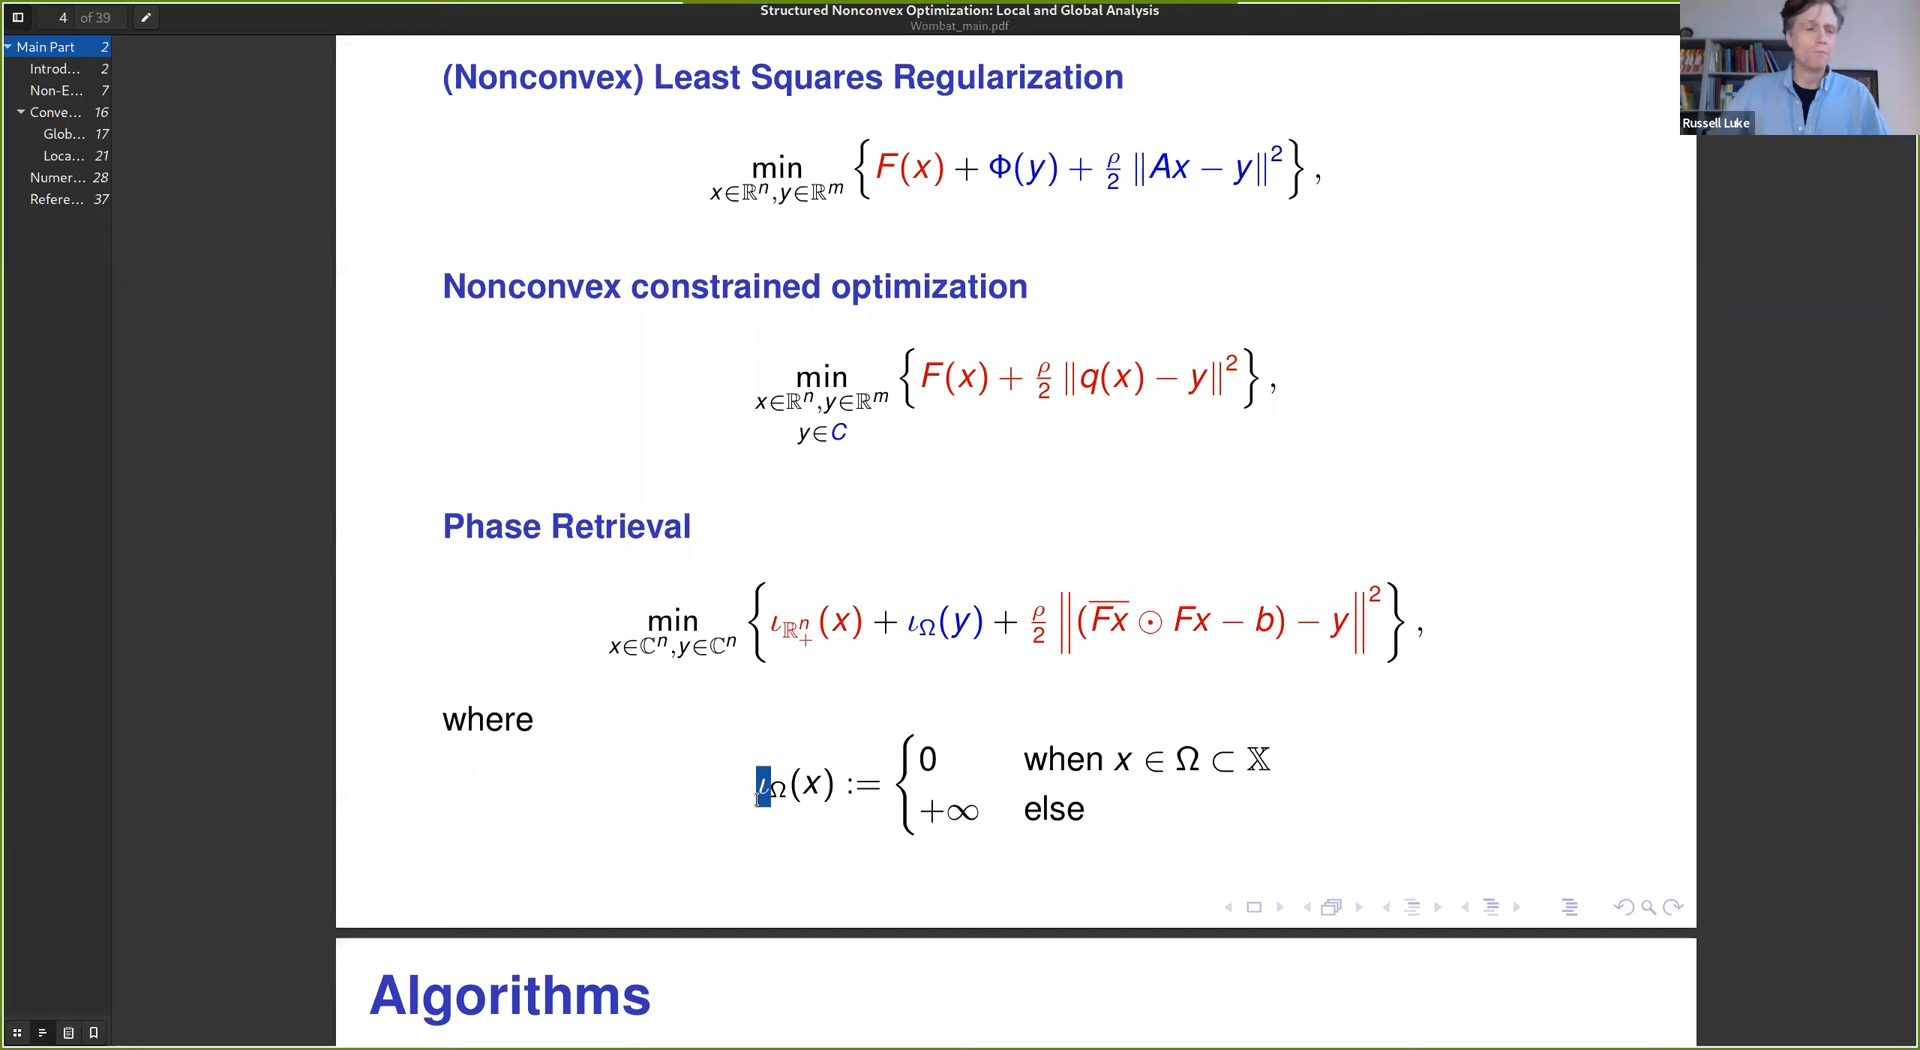 4 of 39
Structured Nonconvex Optimization: Local and Global Analysis
Wombat_main.pdf
Main Part 2
Introd... 2
Non-E... 7
Conve... 16
Glob... 17
Loca... 21
Numer... 28
Refere... 37
Russell Luke
(Nonconvex) Least Squares Regularization
min {F(x) + Φ(y) + ρ/2 ‖Ax − y‖²},
x∈ℝⁿ,y∈ℝᵐ
Nonconvex constrained optimization
min {F(x) + ρ/2 ‖q(x) − y‖²},
x∈ℝⁿ,y∈ℝᵐ
y∈C
Phase Retrieval
min {ι_ℝ₊ⁿ(x) + ι_Ω(y) + ρ/2 ‖(F̅x̅ ⊙ Fx − b) − y‖²},
x∈ℂⁿ,y∈ℂⁿ
where
ι_Ω(x) := { 0 when x ∈ Ω ⊂ 𝕏
+∞ else
Algorithms